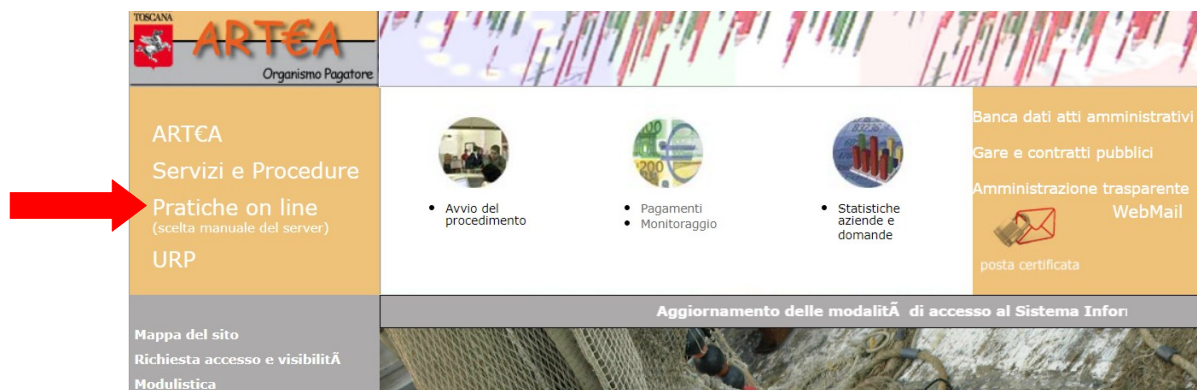 TOSCANA
ART€A
Organismo Pagatore
ART€A
Servizi e Procedure
Pratiche on line
(scelta manuale del server)
URP
• Avvio del
procedimento
• Pagamenti
• Monitoraggio
• Statistiche
aziende e
domande
Banca dati atti amministrativi
Gare e contratti pubblici
Amministrazione trasparente
WebMail
posta certificata
Aggiornamento delle modalitÃ di accesso al Sistema Infor
Mappa del sito
Richiesta accesso e visibilitÃ
Modulistica